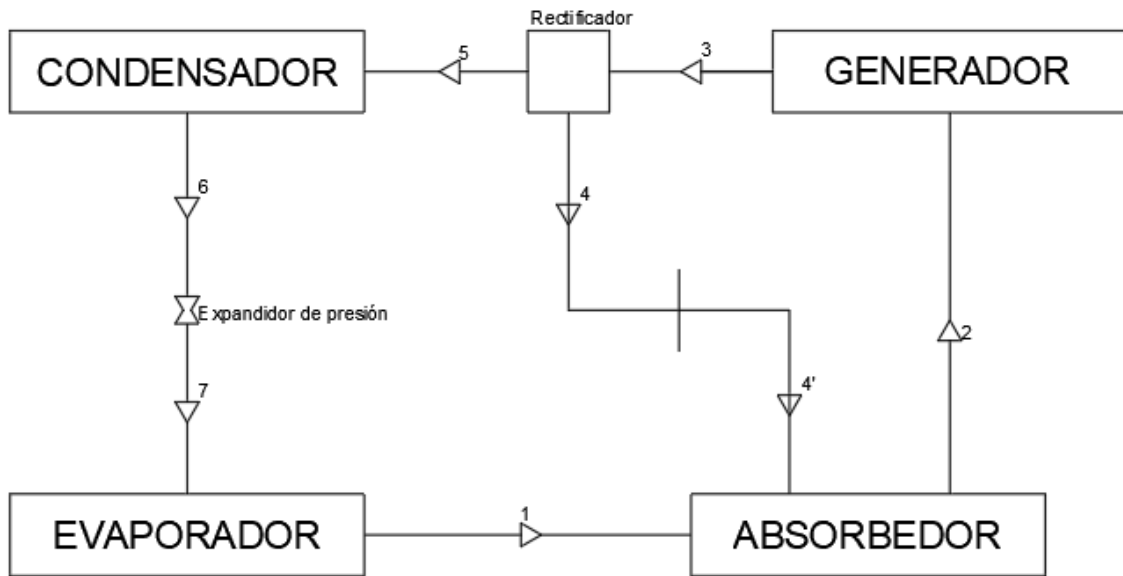 Rectificador
CONDENSADOR
5
3
GENERADOR
6
4
Expandidor de presión
2
7
4'
EVAPORADOR
1
ABSORBEDOR